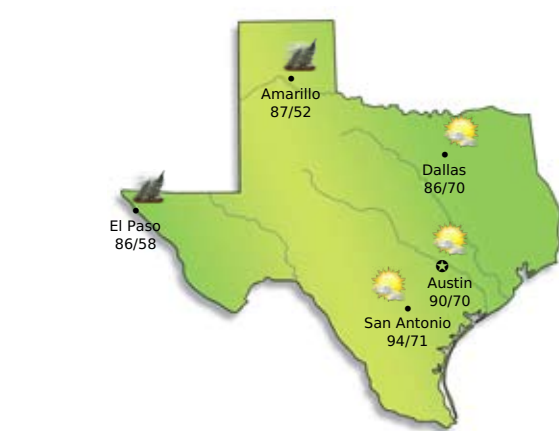 Amarillo
87/52
Dallas
86/70
El Paso
86/58
Austin
90/70
San Antonio
94/71